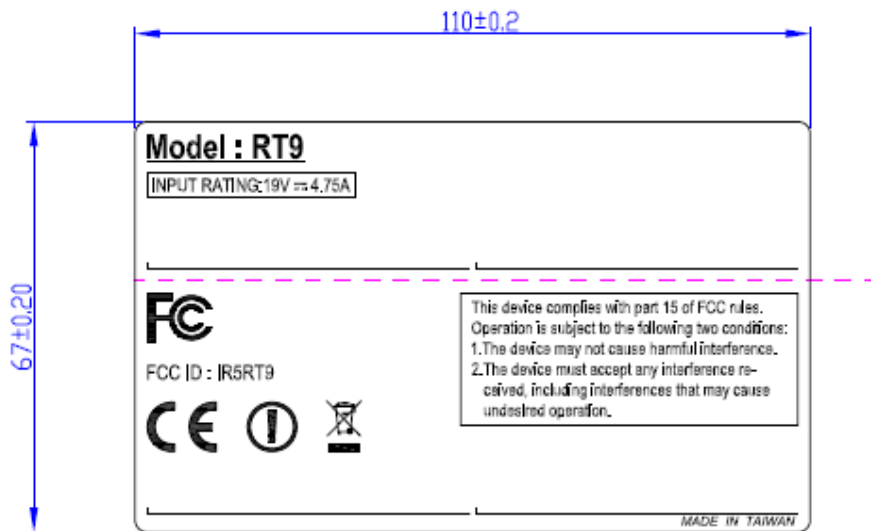 110±0.2
67±0.20
Model : RT9
INPUT RATING:19V ⎓ 4.75A
FC
FCC ID : IR5RT9
CE
This device complies with part 15 of FCC rules.
Operation is subject to the following two conditions:
1.The device may not cause harmful interference.
2.The device must accept any interference re-
ceived, including interferences that may cause
undesired operation.
MADE IN TAIWAN